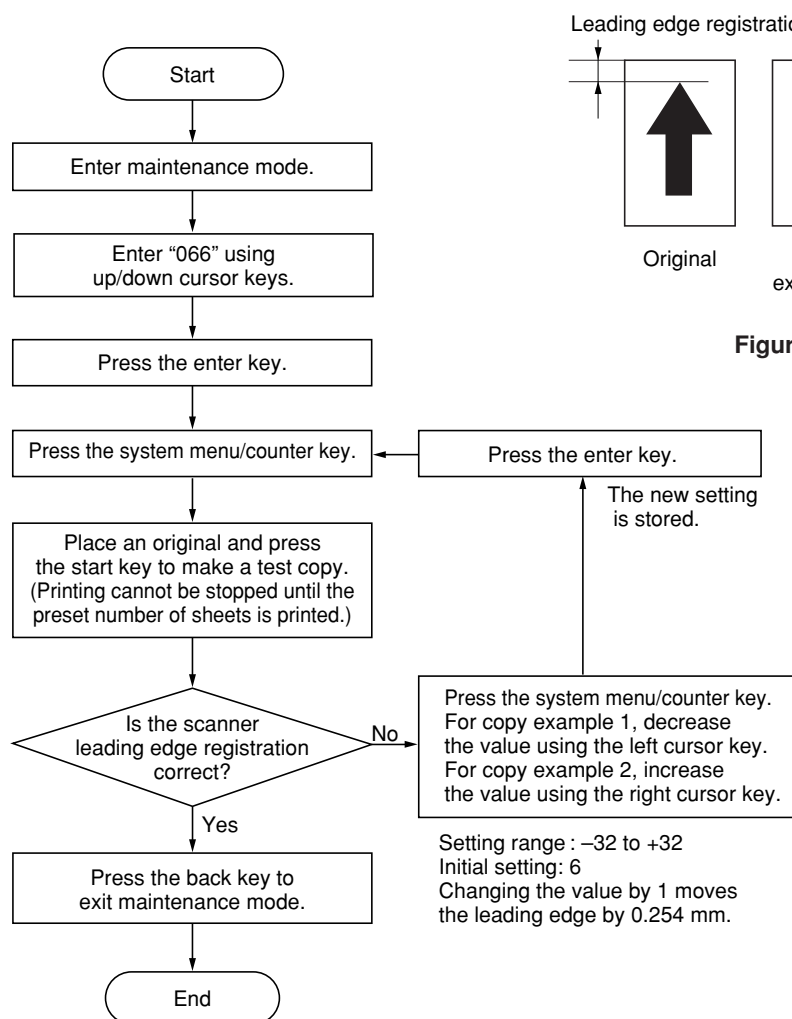 Leading edge registratio
Original
ex
Figur
Start
Enter maintenance mode.
Enter “066” using
up/down cursor keys.
Press the enter key.
Press the system menu/counter key.
Press the enter key.
The new setting
is stored.
Place an original and press
the start key to make a test copy.
(Printing cannot be stopped until the
preset number of sheets is printed.)
Is the scanner
leading edge registration
correct?
No
Press the system menu/counter key.
For copy example 1, decrease
the value using the left cursor key.
For copy example 2, increase
the value using the right cursor key.
Yes
Setting range : –32 to +32
Initial setting: 6
Changing the value by 1 moves
the leading edge by 0.254 mm.
Press the back key to
exit maintenance mode.
End